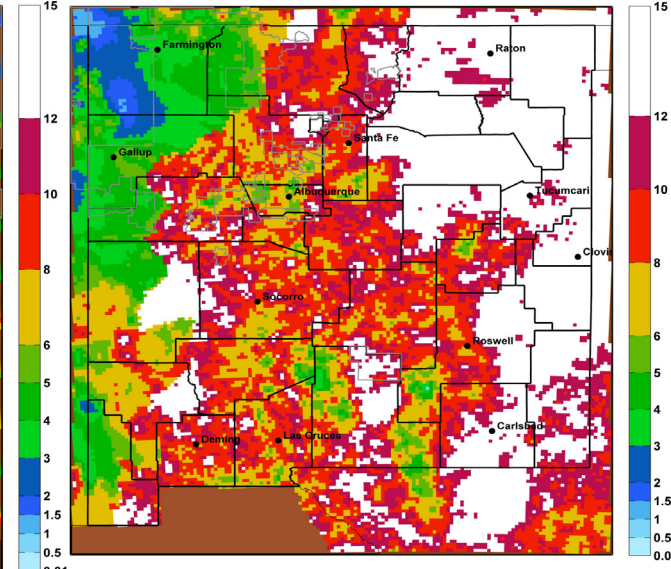 15
12
10
8
6
5
4
3
2
1.5
1
0.5
Farmington
Raton
Gallup
Santa Fe
Albuquerque
Tucumcari
Clovi
Socorro
Roswell
Carlsbad
Deming
Las Cruces
15
12
10
8
6
5
4
3
2
1.5
1
0.5
0.0